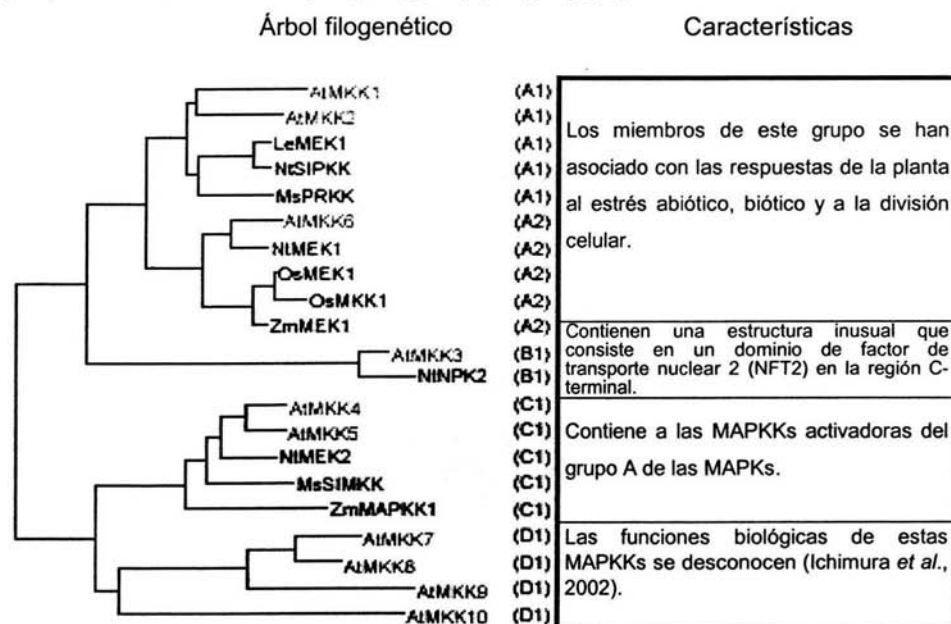 Árbol filogenético
Características
AtMKK1 (A1)
AtMKK2 (A1)
LeMEK1 (A1)
NtSIPKK (A1)
MsPRKK (A1)
AtMKK6 (A2)
NtMEK1 (A2)
OsMEK1 (A2)
OsMKK1 (A2)
ZmMEK1 (A2)
AtMKK3 (B1)
NtNPK2 (B1)
AtMKK4 (C1)
AtMKK5 (C1)
NtMEK2 (C1)
MsSIMKK (C1)
ZmMAPKK1 (C1)
AtMKK7 (D1)
AtMKK8 (D1)
AtMKK9 (D1)
AtMKK10 (D1)
Los miembros de este grupo se han
asociado con las respuestas de la planta
al estrés abiótico, biótico y a la división
celular.
Contienen una estructura inusual que
consiste en un dominio de factor de
transporte nuclear 2 (NFT2) en la región C-
terminal.
Contiene a las MAPKKs activadoras del
grupo A de las MAPKs.
Las funciones biológicas de estas
MAPKKs se desconocen (Ichimura et al.,
2002).